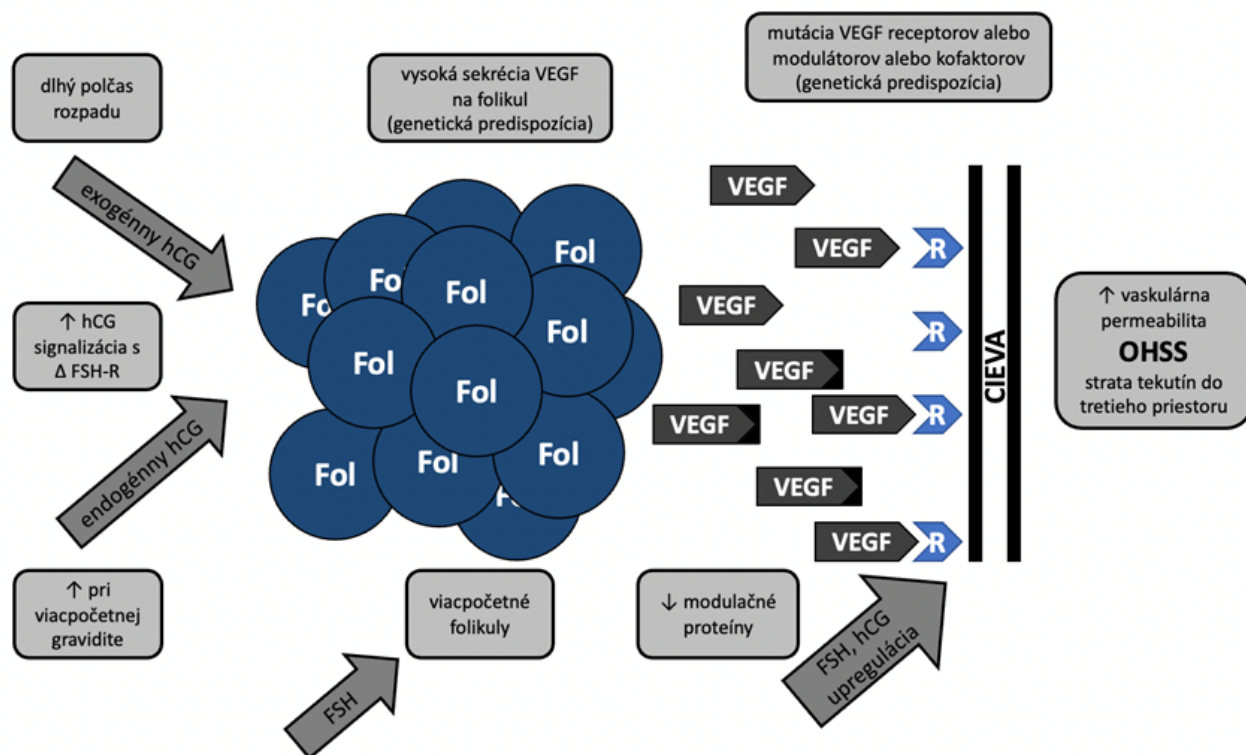 dlhý polčas
rozpadu
vysoká sekrécia VEGF
na folikul
(genetická predispozícia)
mutácia VEGF receptorov alebo
modulátorov alebo kofaktorov
(genetická predispozícia)
exogénny hCG
↑ hCG
signalizácia s
Δ FSH-R
endogénny hCG
↑ pri
viacpočetnej
gravidite
Fol
Fol
Fol
Fol
Fol
Fol
Fol
Fol
Fol
Fol
VEGF
VEGF
R
VEGF
R
VEGF
VEGF
R
VEGF
VEGF
VEGF
R
CIEVA
↑ vaskulárna
permeabilita
OHSS
strata tekutín do
tretieho priestoru
viacpočetné
folikuly
FSH
↓ modulačné
proteíny
FSH, hCG
upregulácia